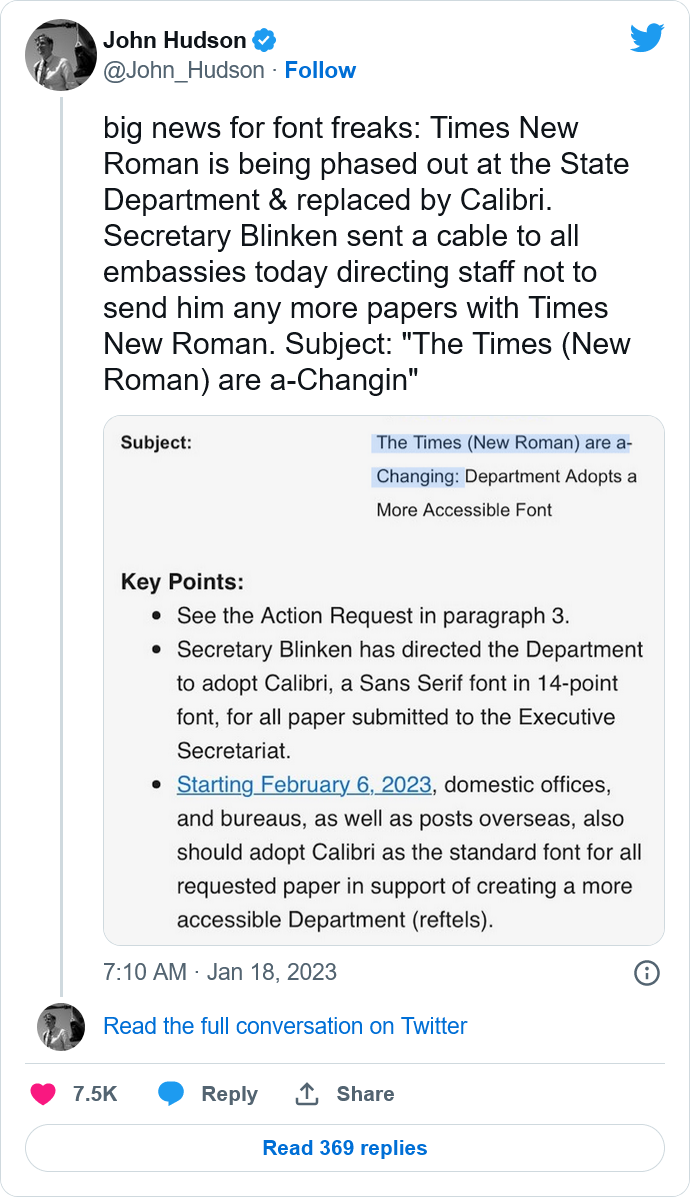 John Hudson
@John_Hudson · Follow
big news for font freaks: Times New
Roman is being phased out at the State
Department & replaced by Calibri.
Secretary Blinken sent a cable to all
embassies today directing staff not to
send him any more papers with Times
New Roman. Subject: "The Times (New
Roman) are a-Changin"
Subject: The Times (New Roman) are a-
Changing: Department Adopts a
More Accessible Font
Key Points:
• See the Action Request in paragraph 3.
• Secretary Blinken has directed the Department
to adopt Calibri, a Sans Serif font in 14-point
font, for all paper submitted to the Executive
Secretariat.
• Starting February 6, 2023, domestic offices,
and bureaus, as well as posts overseas, also
should adopt Calibri as the standard font for all
requested paper in support of creating a more
accessible Department (reftels).
7:10 AM · Jan 18, 2023
Read the full conversation on Twitter
7.5K Reply Share
Read 369 replies